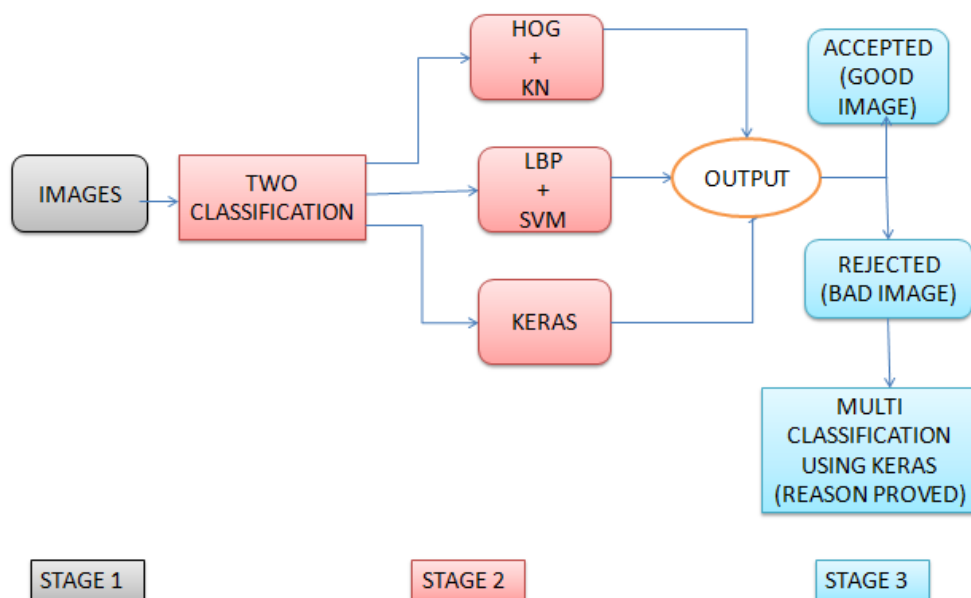 IMAGES
TWO
CLASSIFICATION
HOG
+
KN
LBP
+
SVM
KERAS
OUTPUT
ACCEPTED
(GOOD
IMAGE)
REJECTED
(BAD IMAGE)
MULTI
CLASSIFICATION
USING KERAS
(REASON PROVED)
STAGE 1
STAGE 2
STAGE 3